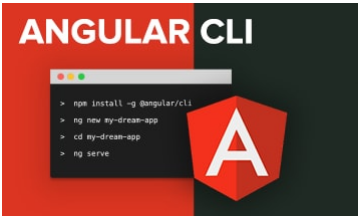 ANGULAR CLI
> npm install -g @angular/cli
> ng new my-dream-app
> cd my-dream-app
> ng serve
A